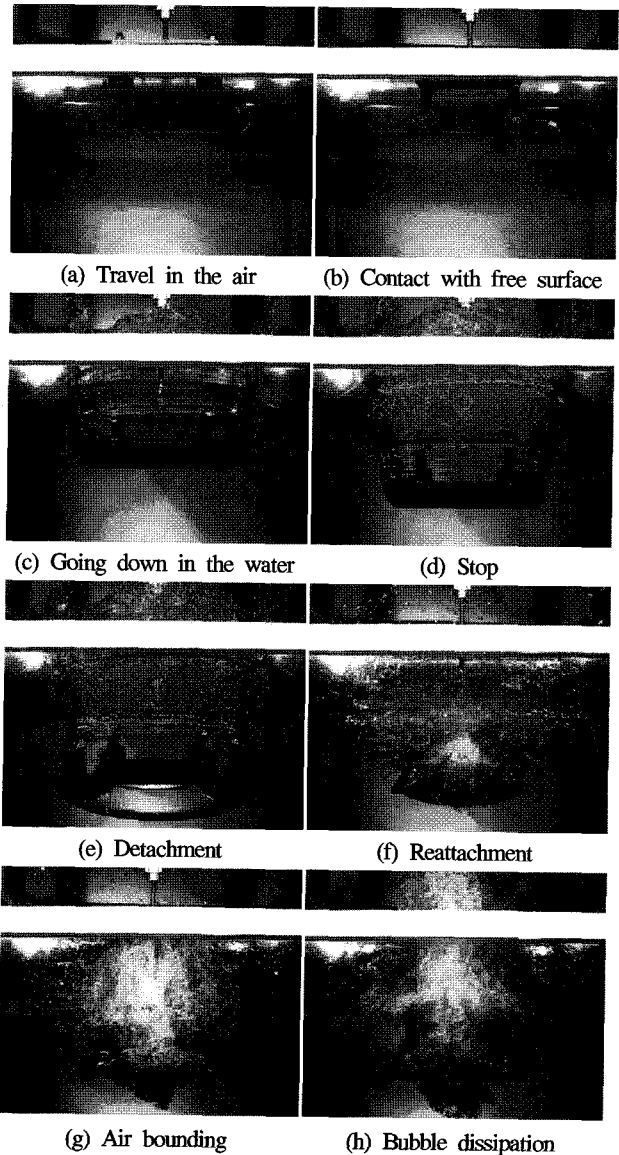 (a) Travel in the air
(b) Contact with free surface
(c) Going down in the water
(d) Stop
(e) Detachment
(f) Reattachment
(g) Air bounding
(h) Bubble dissipation